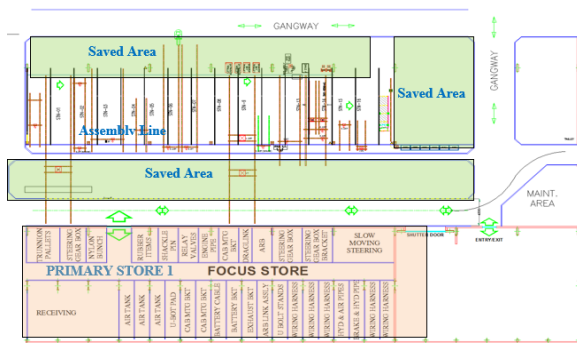 GANGWAY
Saved Area
GANGWAY
Saved Area
Assembly Line
Saved Area
MAINT.
AREA
SHUTTER DOOR
ENTRY/EXIT
TRUNNION
PALLETS
STEERING
GEAR BOX
NYLON
BUNCH
RUBBER
ITEMS
SHACKLE
PIN
RELAY
VALVES
ENGINE
PIPE
CAB MTG
BKT
DRAGLINK
ARB
STEERING
GEAR BOX
STEERING
GEAR BOX
BRACKET
SLOW
MOVING
STEERING
PRIMARY STORE 1
FOCUS STORE
RECEIVING
AIR TANK
AIR TANK
AIR TANK
U-BOT PAD
CAB MTG BKT
CAB MTG BKT
BATTERY CABLE
BATTERY BKT
EXHAUST BKT
ARB LINK ASSLY
U BOLT STANDS
WIRING HARNESS
WIRING HARNESS
WIRING HARNESS
HYD & AIR PIPES
BRAKE & HYD PIPE
WIRING HARNESS
WIRING HARNESS